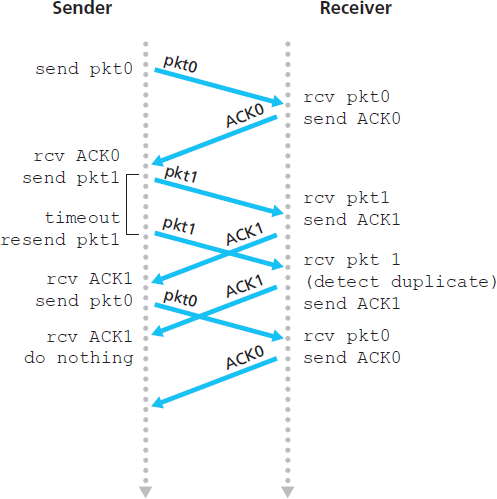 Sender
Receiver
send pkt0
pkt0
rcv pkt0
send ACK0
ACK0
rcv ACK0
send pkt1
pkt1
rcv pkt1
send ACK1
timeout
resend pkt1
pkt1
ACK1
rcv pkt 1
(detect duplicate)
send ACK1
rcv ACK1
send pkt0
pkt0
ACK1
rcv pkt0
send ACK0
rcv ACK1
do nothing
ACK0